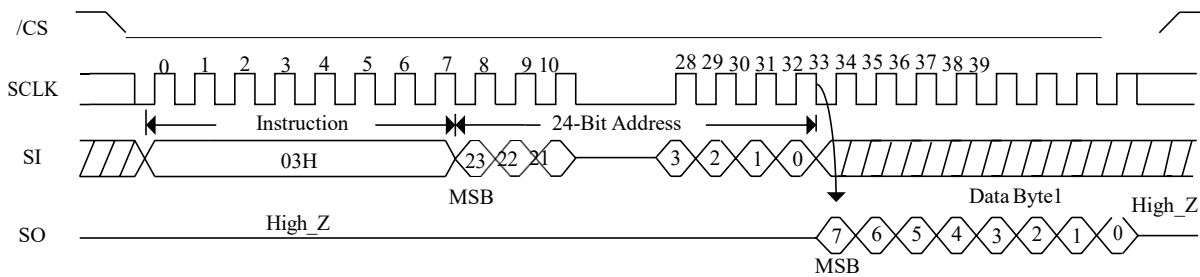 /CS
SCLK 0 1 2 3 4 5 6 7 8 9 10 28 29 30 31 32 33 34 35 36 37 38 39
Instruction 24-Bit Address
SI 03H 23 22 21 3 2 1 0
MSB Data Byte1
High_Z High_Z
SO 7 6 5 4 3 2 1 0
MSB